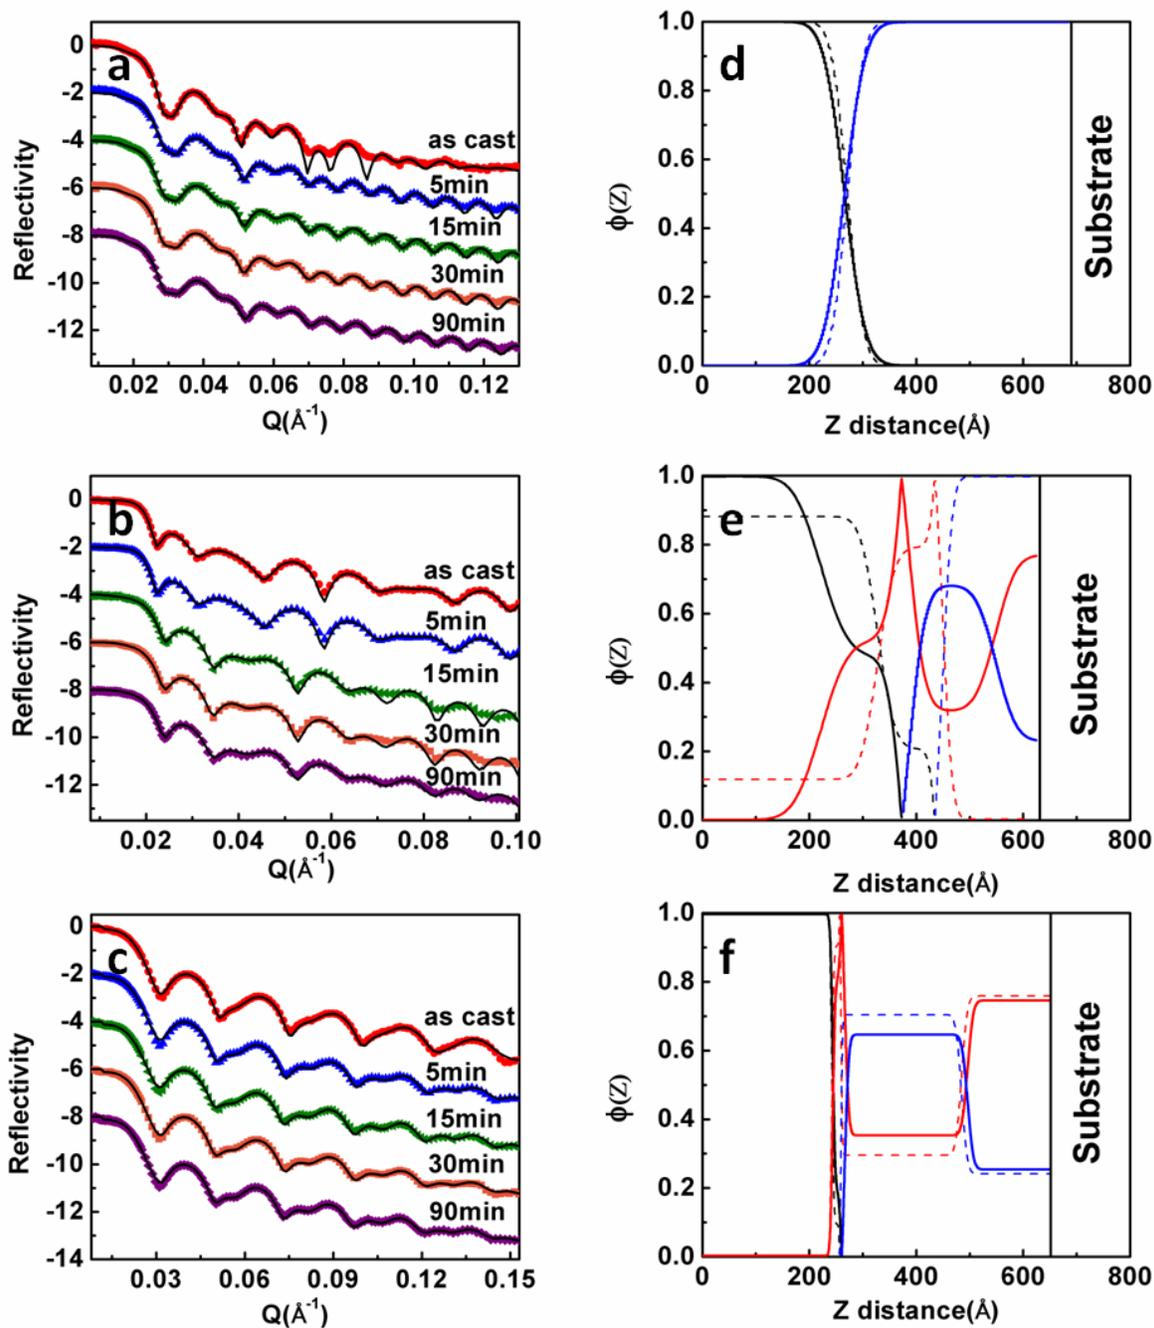 a
0
-2
-4
-6
-8
-10
-12
Reflectivity
as cast
5min
15min
30min
90min
0.02 0.04 0.06 0.08 0.10 0.12
Q(Å-1)
d
1.0
0.8
0.6
0.4
0.2
0.0
ϕ(Z)
Substrate
0 200 400 600 800
Z distance(Å)
b
0
-2
-4
-6
-8
-10
-12
Reflectivity
as cast
5min
15min
30min
90min
0.02 0.04 0.06 0.08 0.10
Q(Å-1)
e
1.0
0.8
0.6
0.4
0.2
0.0
ϕ(Z)
Substrate
0 200 400 600 800
Z distance(Å)
c
0
-2
-4
-6
-8
-10
-12
-14
Reflectivity
as cast
5min
15min
30min
90min
0.03 0.06 0.09 0.12 0.15
Q(Å-1)
f
1.0
0.8
0.6
0.4
0.2
0.0
ϕ(Z)
Substrate
0 200 400 600 800
Z distance(Å)